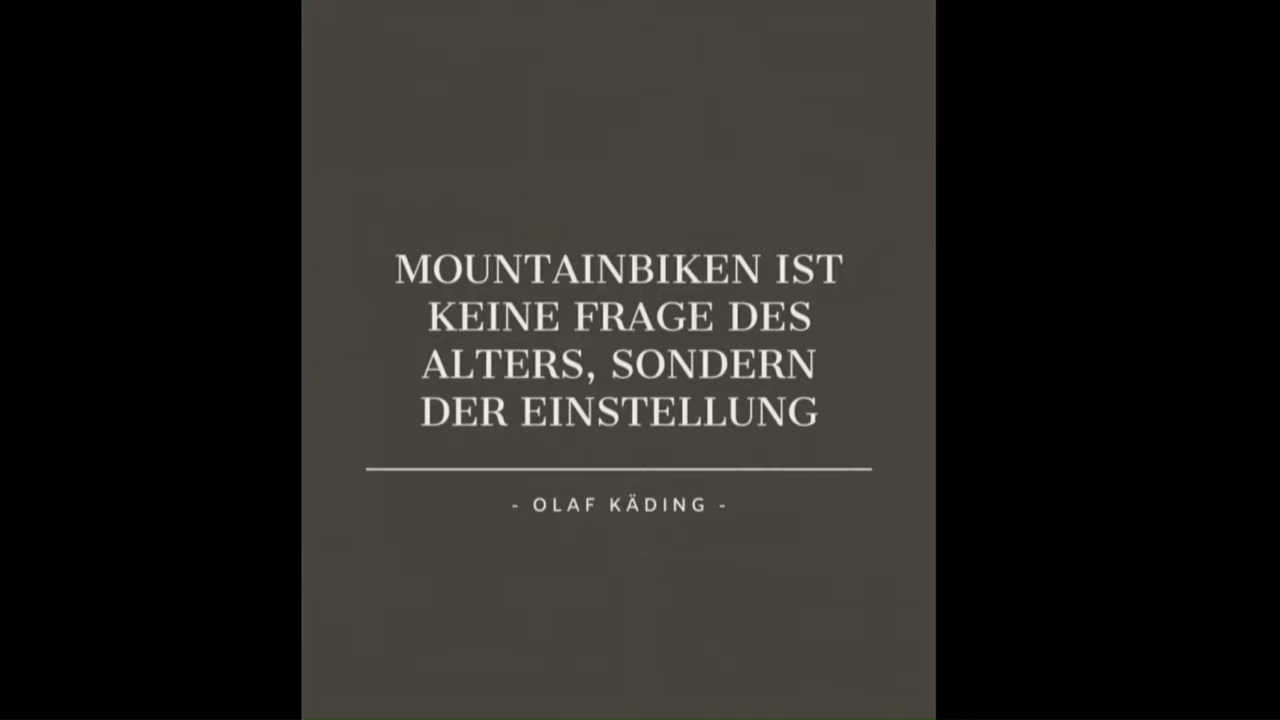 MOUNTAINBIKEN IST
KEINE FRAGE DES
ALTERS, SONDERN
DER EINSTELLUNG
- OLAF KÄDING -